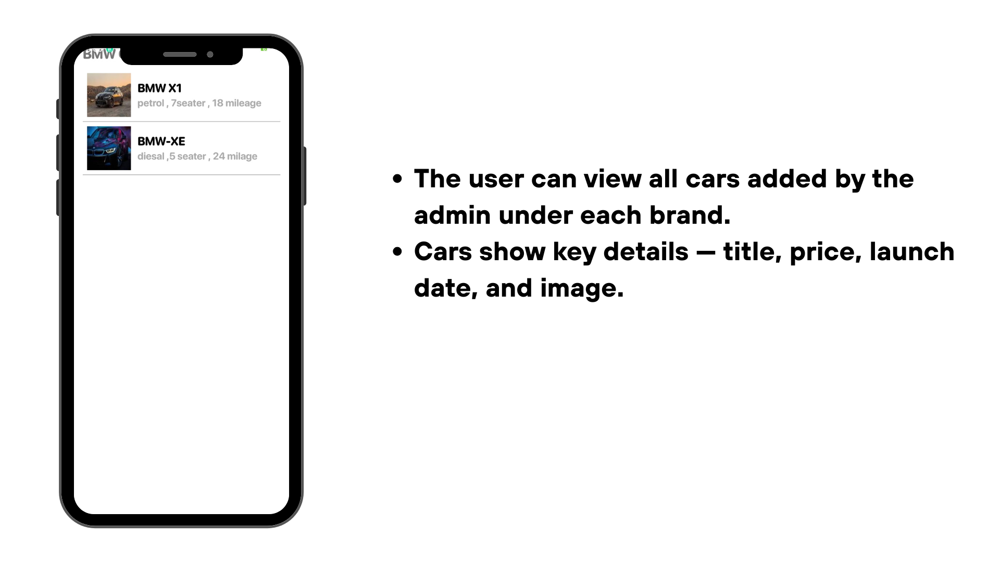 BMW
BMW X1
petrol , 7seater , 18 mileage
BMW-XE
diesal ,5 seater , 24 milage
• The user can view all cars added by the
admin under each brand.
• Cars show key details — title, price, launch
date, and image.